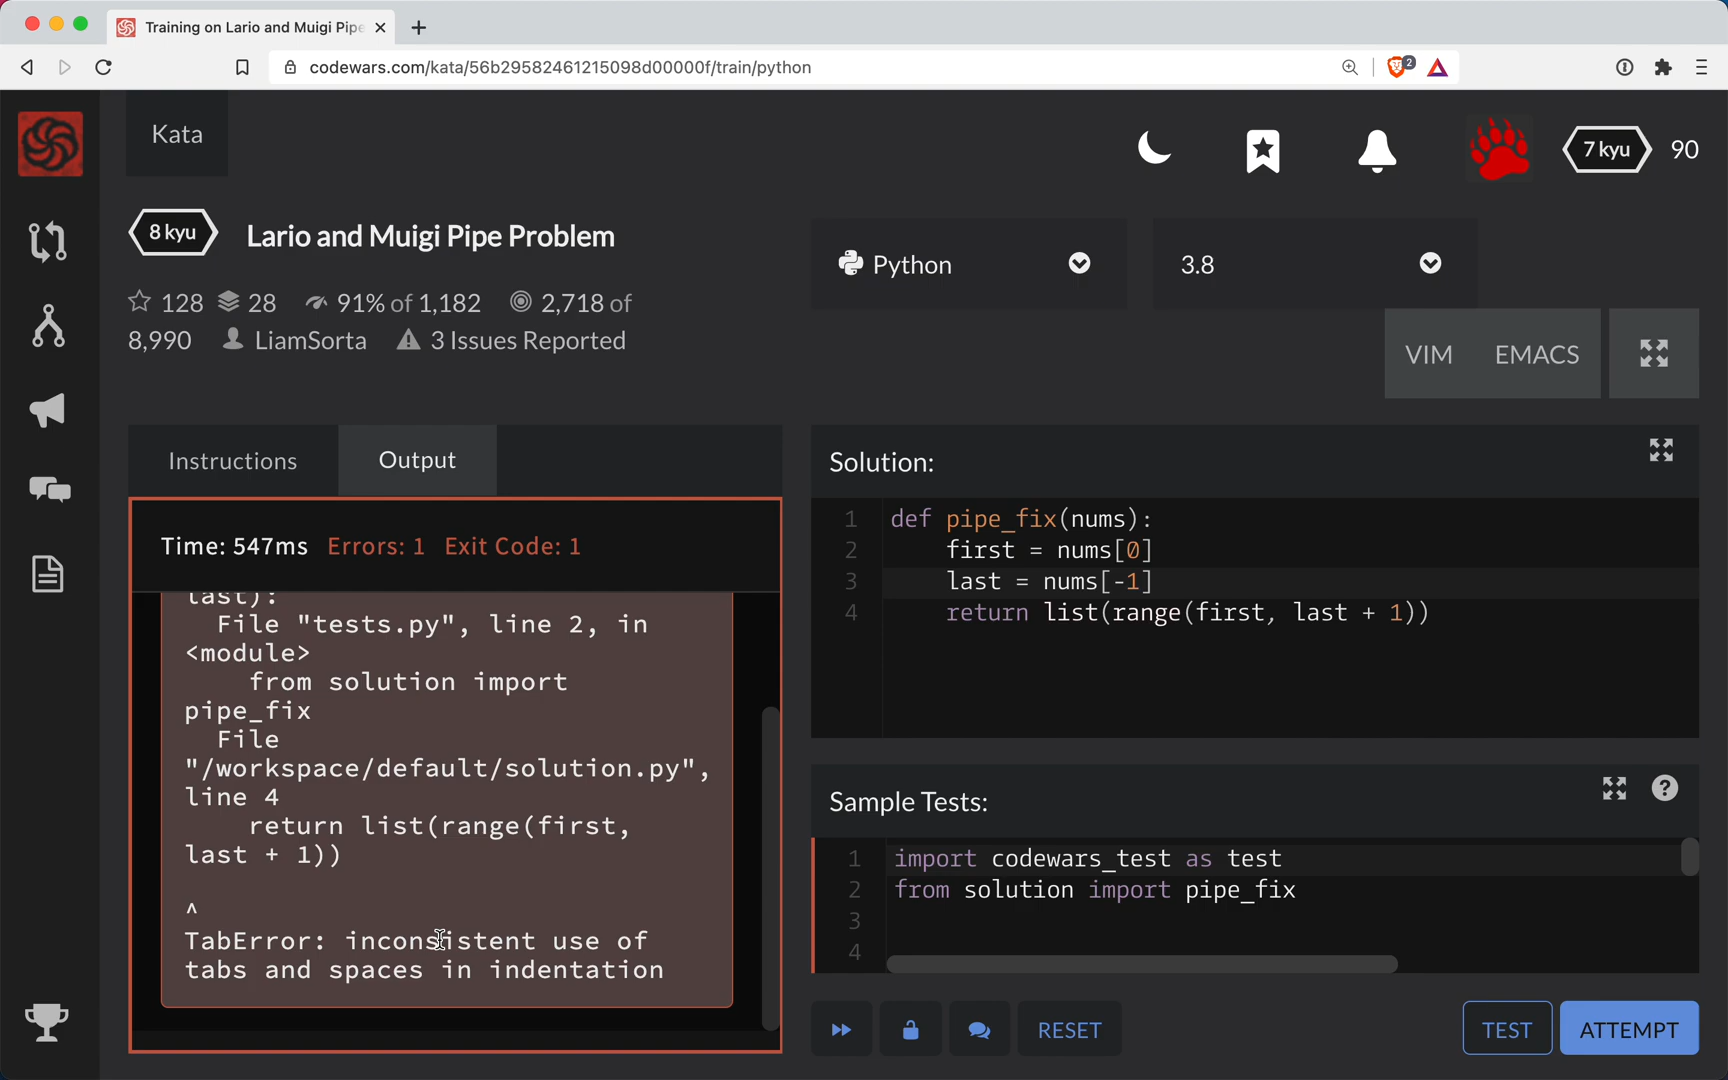 Training on Lario and Muigi Pipe
codewars.com/kata/56b29582461215098d00000f/train/python
2
Kata
7 kyu
90
8 kyu
Lario and Muigi Pipe Problem
128 28 91% of 1,182 2,718 of
8,990 LiamSorta 3 Issues Reported
Python
3.8
VIM
EMACS
Instructions
Output
Time: 547ms Errors: 1 Exit Code: 1
last):
File "tests.py", line 2, in
<module>
from solution import
pipe_fix
File
"/workspace/default/solution.py",
line 4
return list(range(first,
last + 1))
^
TabError: inconsistent use of
tabs and spaces in indentation
Solution:
1 def pipe_fix(nums):
2 first = nums[0]
3 last = nums[-1]
4 return list(range(first, last + 1))
Sample Tests:
1 import codewars_test as test
2 from solution import pipe_fix
3
4
RESET
TEST
ATTEMPT